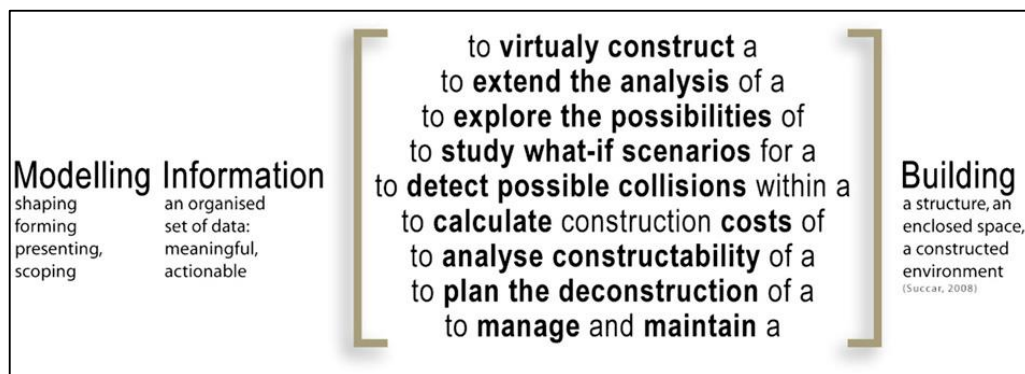 Modelling
shaping
forming
presenting,
scoping
Information
an organised
set of data:
meaningful,
actionable
to virtualy construct a
to extend the analysis of a
to explore the possibilities of
to study what-if scenarios for a
to detect possible collisions within a
to calculate construction costs of
to analyse constructability of a
to plan the deconstruction of a
to manage and maintain a
Building
a structure, an
enclosed space,
a constructed
environment
(Succar, 2008)